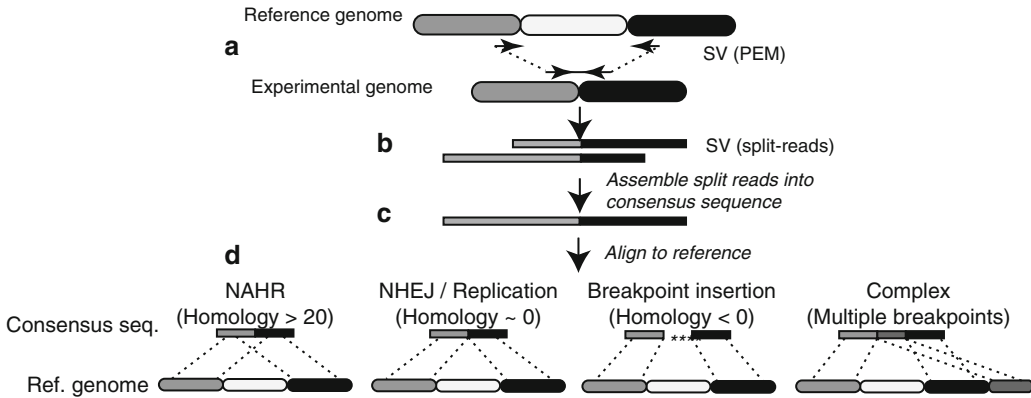 Reference genome
a
SV (PEM)
Experimental genome
b
SV (split-reads)
Assemble split reads into
consensus sequence
c
Align to reference
d
NAHR
(Homology > 20)
NHEJ / Replication
(Homology ~ 0)
Breakpoint insertion
(Homology < 0)
Complex
(Multiple breakpoints)
Consensus seq.
****
Ref. genome